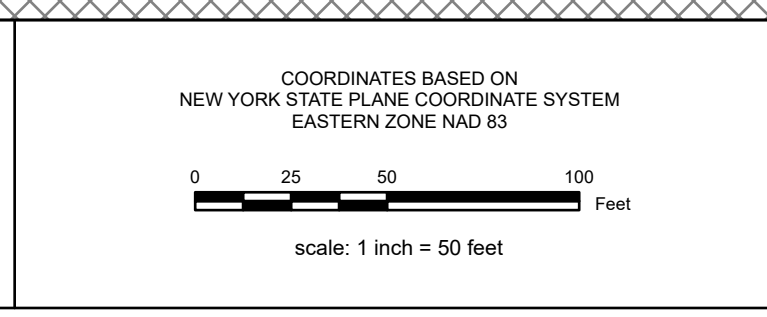 COORDINATES BASED ON
NEW YORK STATE PLANE COORDINATE SYSTEM
EASTERN ZONE NAD 83
0 25 50 100
Feet
scale: 1 inch = 50 feet